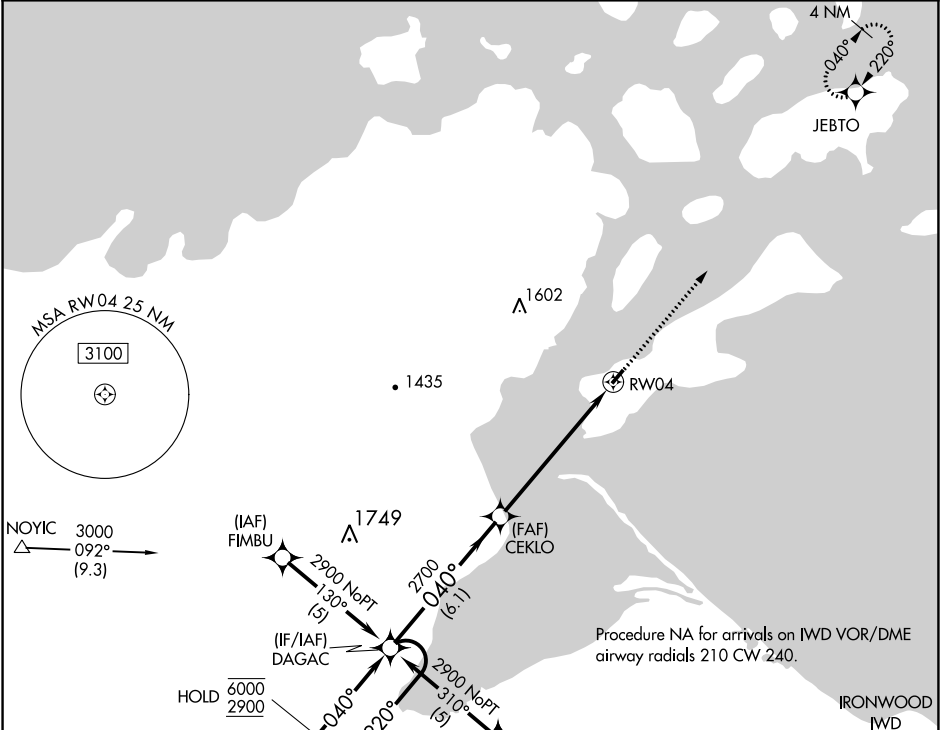 4 NM
040°
220°
JEBTO
1602
MSA RW04 25 NM
3100
1435
RW04
NOYIC
3000
092°
(9.3)
(IAF)
FIMBU
1749
(FAF)
CEKLO
2900 NoPT
130°
(5)
2700
040°
(6.1)
(IF/IAF)
DAGAC
Procedure NA for arrivals on IWD VOR/DME
airway radials 210 CW 240.
2900 NoPT
310°
(5)
HOLD
6000
2900
040°
220°
IRONWOOD
IWD